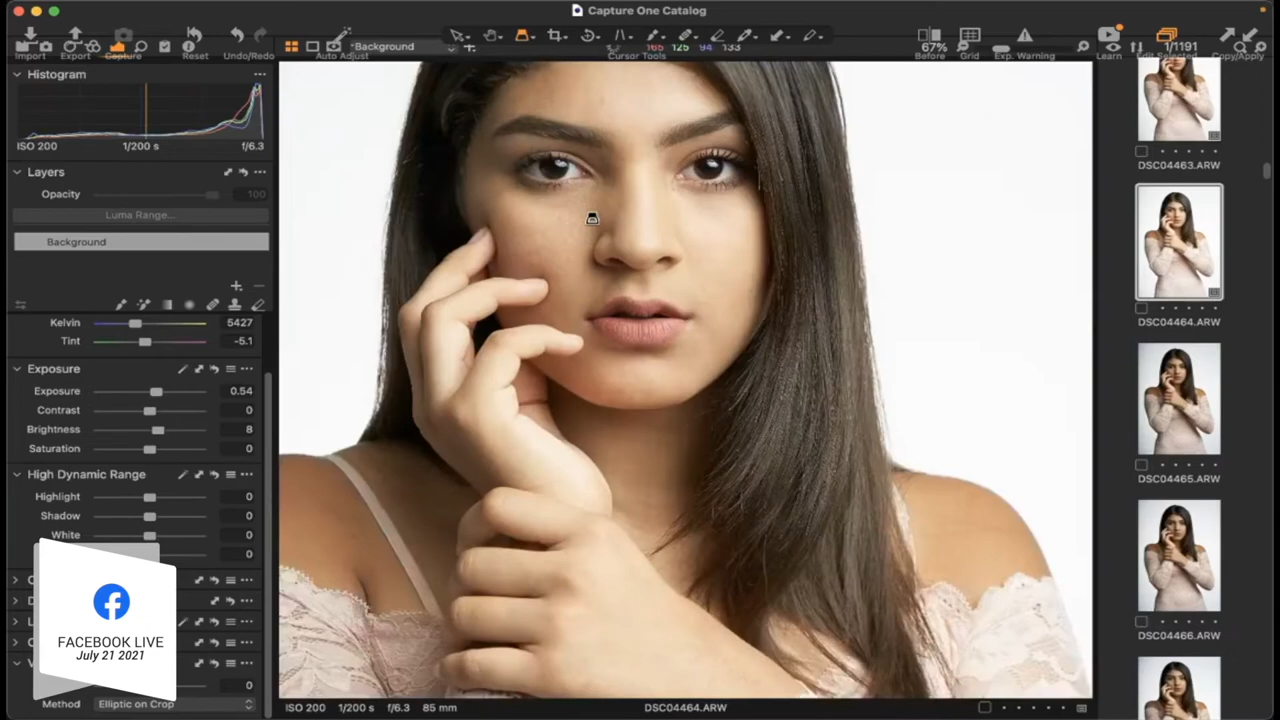 Capture One Catalog
Import Export Capture Reset Undo/Redo Auto Adjust Cursor Tools Before Grid Exp. Warning Learn Edit Selected Copy/Apply
Background
165 125 94 133
67%
1/1191
Histogram
ISO 200 1/200 s f/6.3
Layers
Opacity 100
Luma Range...
Background
Kelvin 5427
Tint -5.1
Exposure
Exposure 0.54
Contrast 0
Brightness 8
Saturation 0
High Dynamic Range
Highlight 0
Shadow 0
White 0
0
FACEBOOK LIVE
July 21 2021
0
Method Elliptic on Crop
ISO 200 1/200 s f/6.3 85 mm DSC04464.ARW
DSC04463.ARW
DSC04464.ARW
DSC04465.ARW
DSC04466.ARW